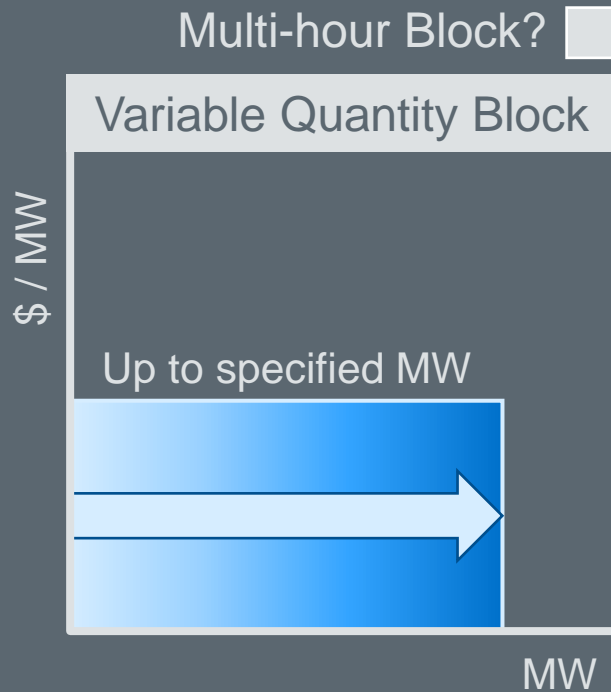 Multi-hour Block?
Variable Quantity Block
$ / MW
Up to specified MW
MW